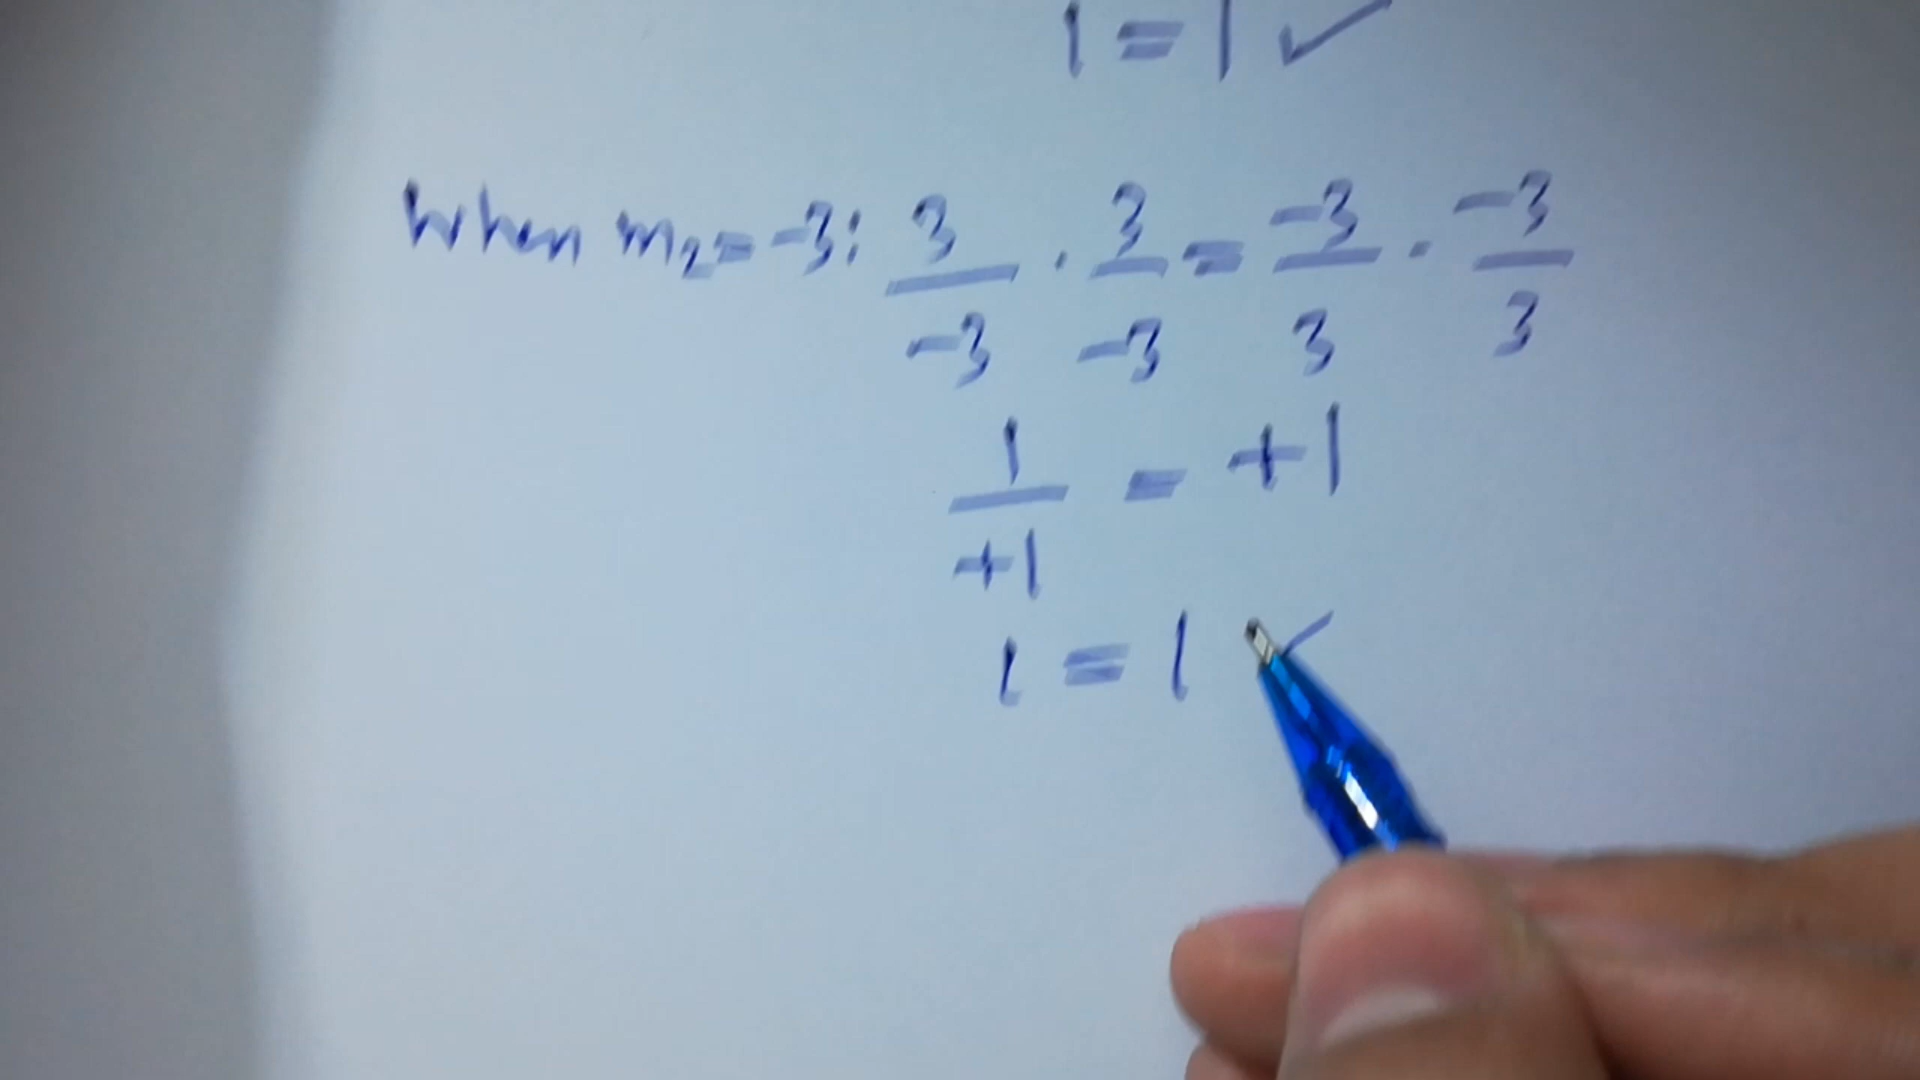 1 = 1 ✓
When m₂ = -3: 3/-3 · 3/-3 = -3/3 · -3/3
1/+1 = +1
1 = 1 ✓